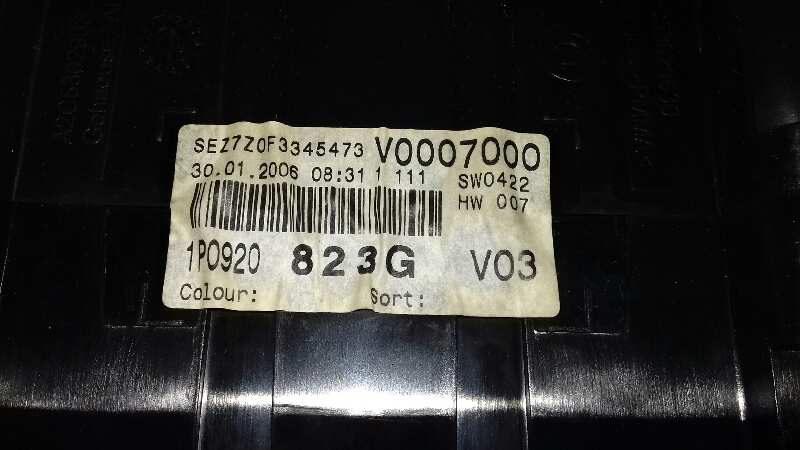 SEZ7Z0F3345473 V0007000
30.01.2006 08:31 1 111 SW0422
HW 007
1P0920 823G V03
Colour: Sort: